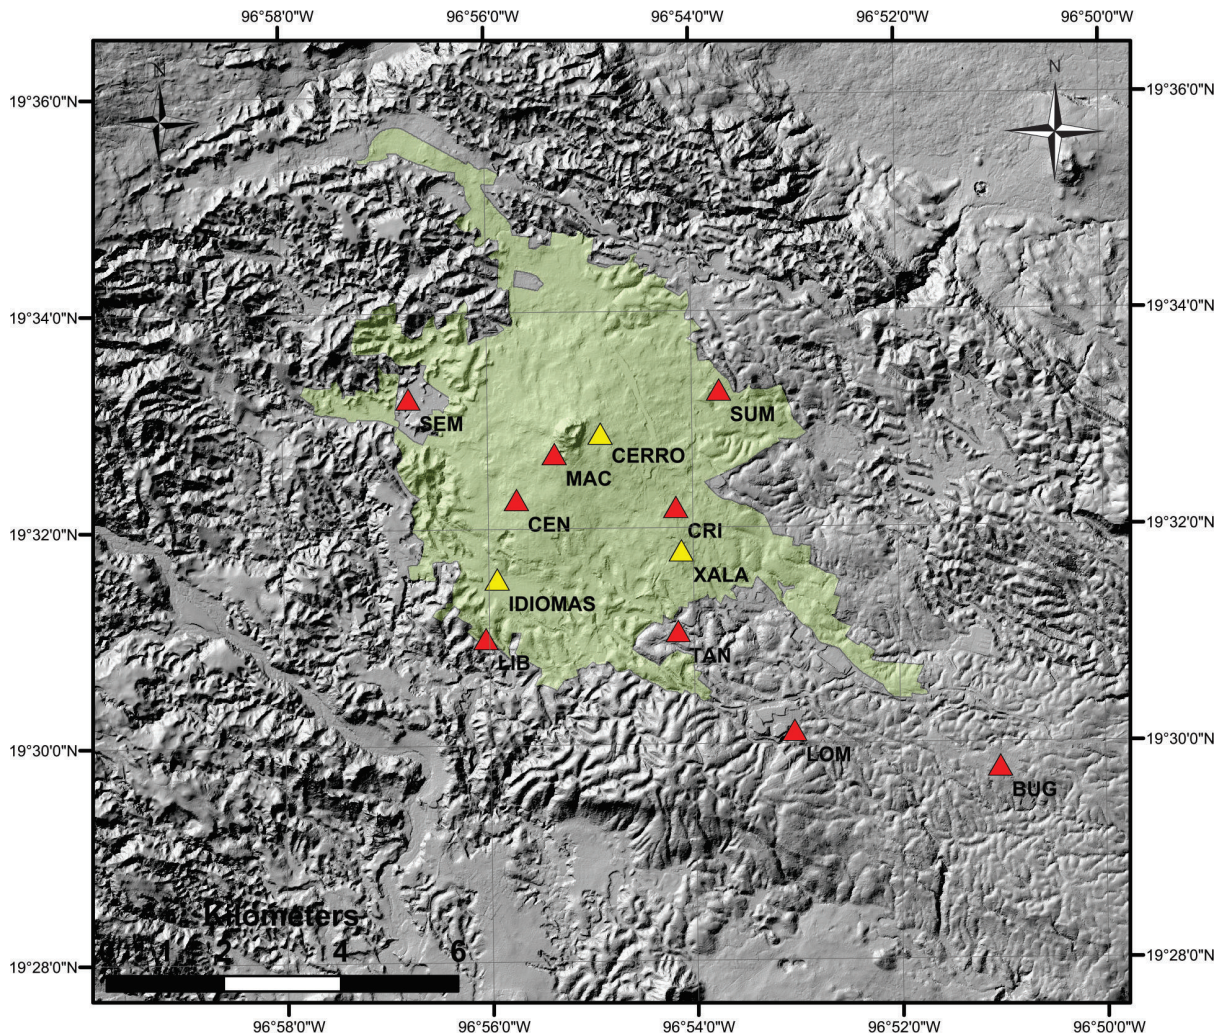 96°58'0"W 96°56'0"W 96°54'0"W 96°52'0"W 96°50'0"W
N N
19°36'0"N 19°36'0"N
19°34'0"N 19°34'0"N
SEM SUM
CERRO
MAC
CEN CRI
19°32'0"N 19°32'0"N
XALA
IDIOMAS
LIB TAN
19°30'0"N LOM 19°30'0"N
BUG
Kilometers
0 1 2 4 6
19°28'0"N 19°28'0"N
96°58'0"W 96°56'0"W 96°54'0"W 96°52'0"W 96°50'0"W